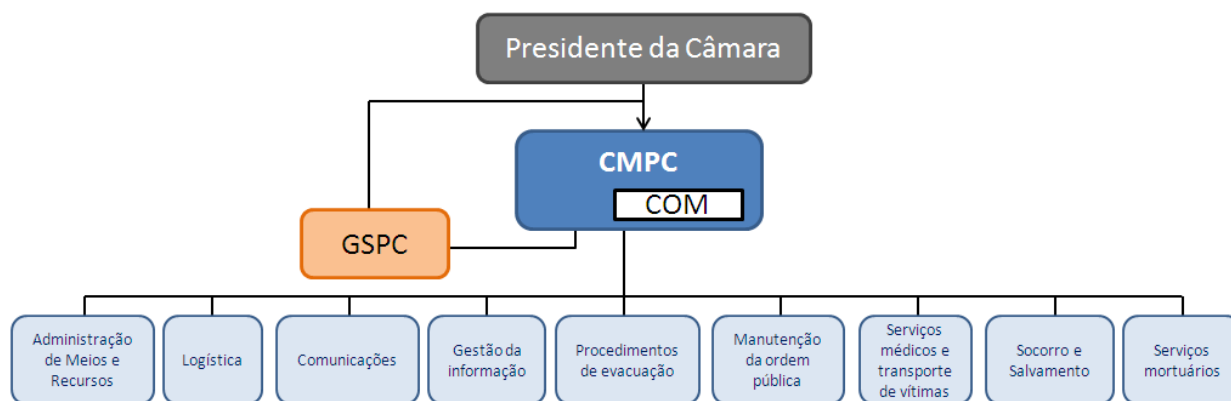 Presidente da Câmara
CMPC
COM
GSPC
Administração
de Meios e
Recursos
Logística
Comunicações
Gestão da
informação
Procedimentos
de evacuação
Manutenção
da ordem
pública
Serviços
médicos e
transporte
de vítimas
Socorro e
Salvamento
Serviços
mortuários